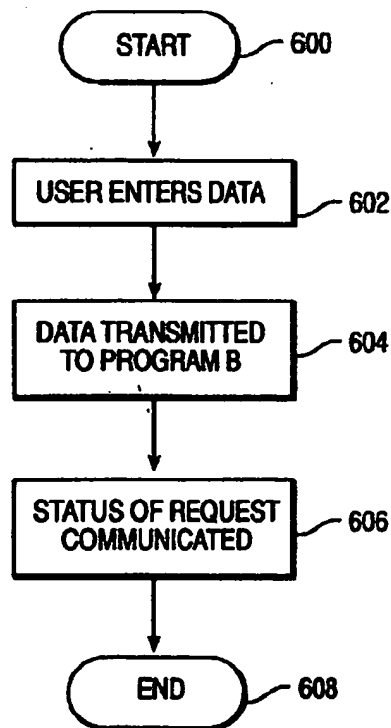 START
600
USER ENTERS DATA
602
DATA TRANSMITTED
TO PROGRAM B
604
STATUS OF REQUEST
COMMUNICATED
606
END
608